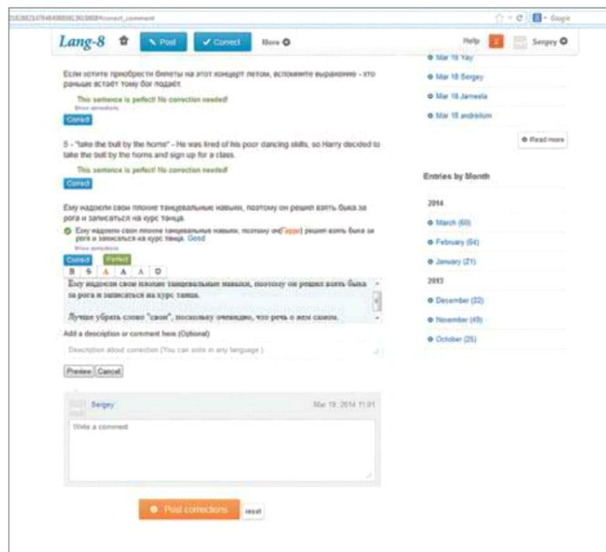 Lang-8
Post
Correct
More
Help
2
Sergey
Если хотите приобрести билеты на этот концерт летом, вспомните выражение - кто
раньше встаёт тому бог подаёт.
This sentence is perfect! No correction needed!
Correct
5 - "take the bull by the horns" - He was tired of his poor dancing skills, so Harry decided to
take the bull by the horns and sign up for a class.
This sentence is perfect! No correction needed!
Correct
Ему надоели свои плохие танцевальные навыки, поэтому он решил взять быка за
рога и записаться на курс танца.
Ему надоели свои плохие танцевальные навыки, поэтому он(Гарри) решил взять быка за
рога и записаться на курс танца. Good
Correct
Perfect
B S A A A
Ему надоели свои плохие танцевальные навыки, поэтому он решил взять быка
за рога и записаться на курс танца.
Лучше убрать слово "свои", поскольку очевидно, что речь о нем самом.
Add a description or comment here (Optional)
Description about correction (You can write in any language.)
Preview Cancel
Sergey
Mar 19, 2014 11:01
Write a comment
Post corrections
reset
Mar 19 Yay
Mar 18 Sergey
Mar 18 Jameela
Mar 18 andreilom
Read more
Entries by Month
2014
March (60)
February (54)
January (21)
2013
December (22)
November (49)
October (25)